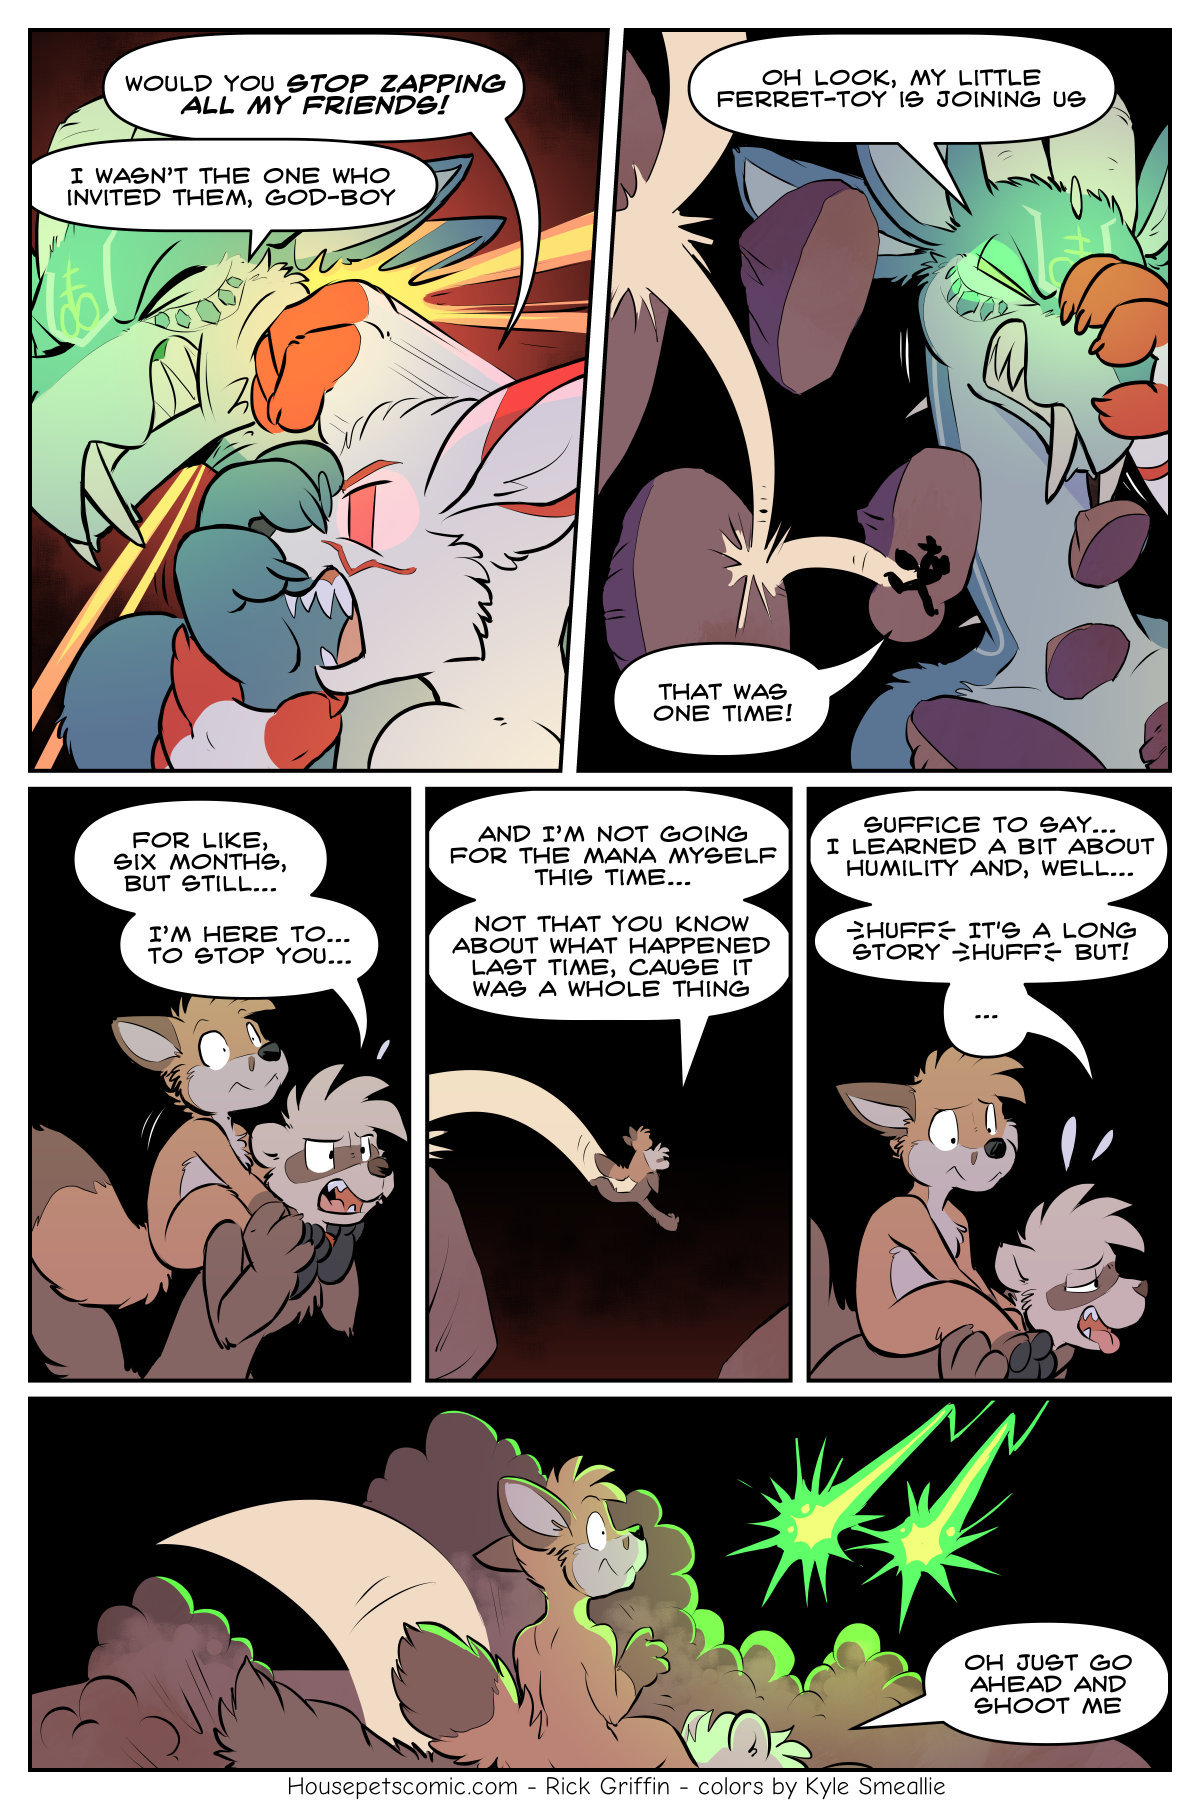 WOULD YOU STOP ZAPPING
ALL MY FRIENDS!
I WASN'T THE ONE WHO
INVITED THEM, GOD-BOY
OH LOOK, MY LITTLE
FERRET-TOY IS JOINING US
THAT WAS
ONE TIME!
FOR LIKE,
SIX MONTHS,
BUT STILL...
I'M HERE TO...
TO STOP YOU...
AND I'M NOT GOING
FOR THE MANA MYSELF
THIS TIME...
NOT THAT YOU KNOW
ABOUT WHAT HAPPENED
LAST TIME, CAUSE IT
WAS A WHOLE THING
SUFFICE TO SAY...
I LEARNED A BIT ABOUT
HUMILITY AND, WELL...
HUFF IT'S A LONG
STORY HUFF BUT!
...
OH JUST GO
AHEAD AND
SHOOT ME
Housepetscomic.com - Rick Griffin - colors by Kyle Smeallie